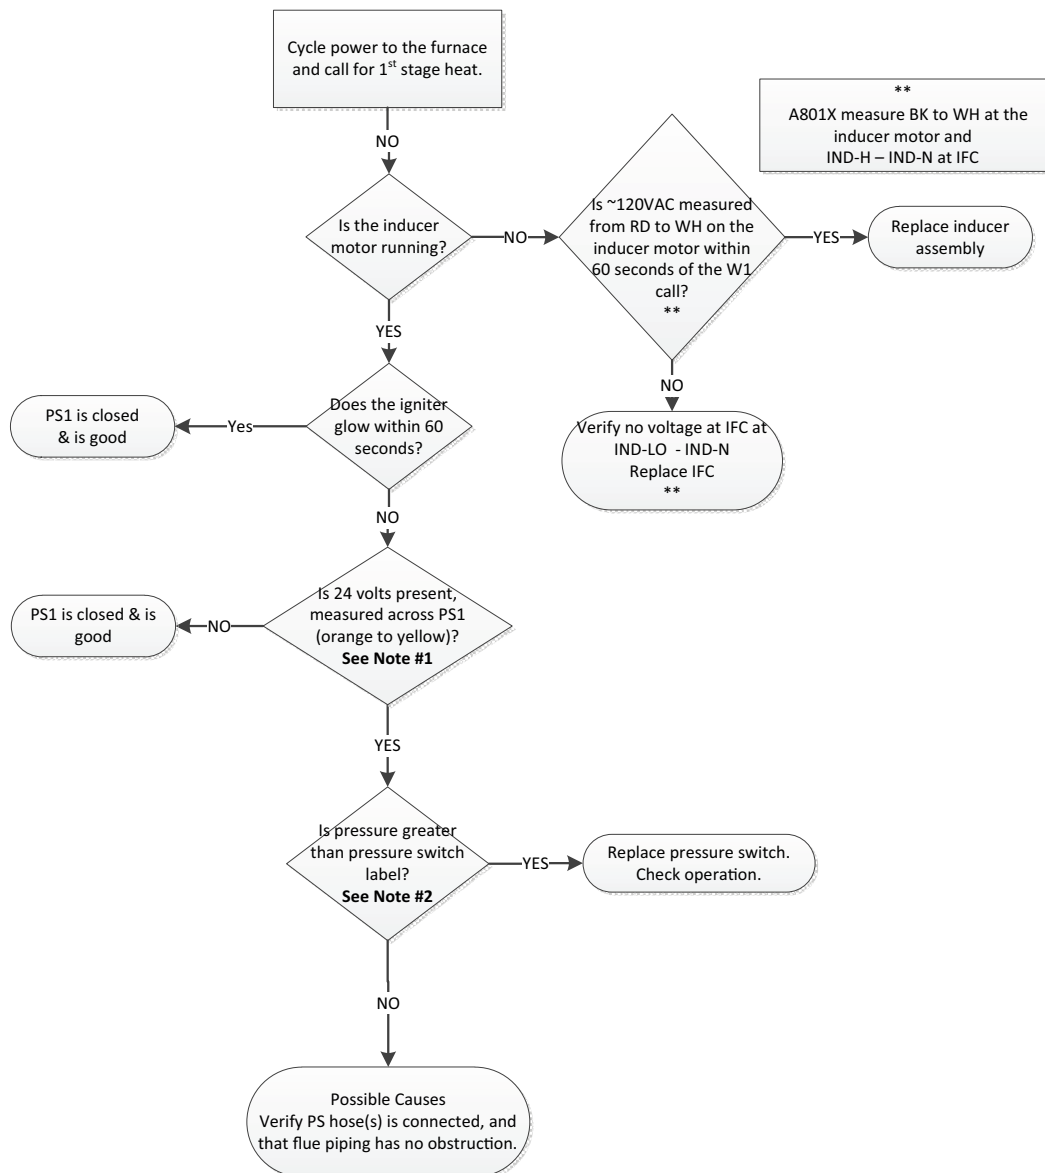 Cycle power to the furnace
and call for 1st stage heat.
NO
**
A801X measure BK to WH at the
inducer motor and
IND-H – IND-N at IFC
Is the inducer
motor running?
NO
Is ~120VAC measured
from RD to WH on the
inducer motor within
60 seconds of the W1
call?
**
YES
Replace inducer
assembly
YES
NO
Does the igniter
glow within 60
seconds?
Yes
PS1 is closed
& is good
Verify no voltage at IFC at
IND-LO - IND-N
Replace IFC
**
NO
Is 24 volts present,
measured across PS1
(orange to yellow)?
See Note #1
NO
PS1 is closed & is
good
YES
Is pressure greater
than pressure switch
label?
See Note #2
YES
Replace pressure switch.
Check operation.
NO
Possible Causes
Verify PS hose(s) is connected, and
that flue piping has no obstruction.